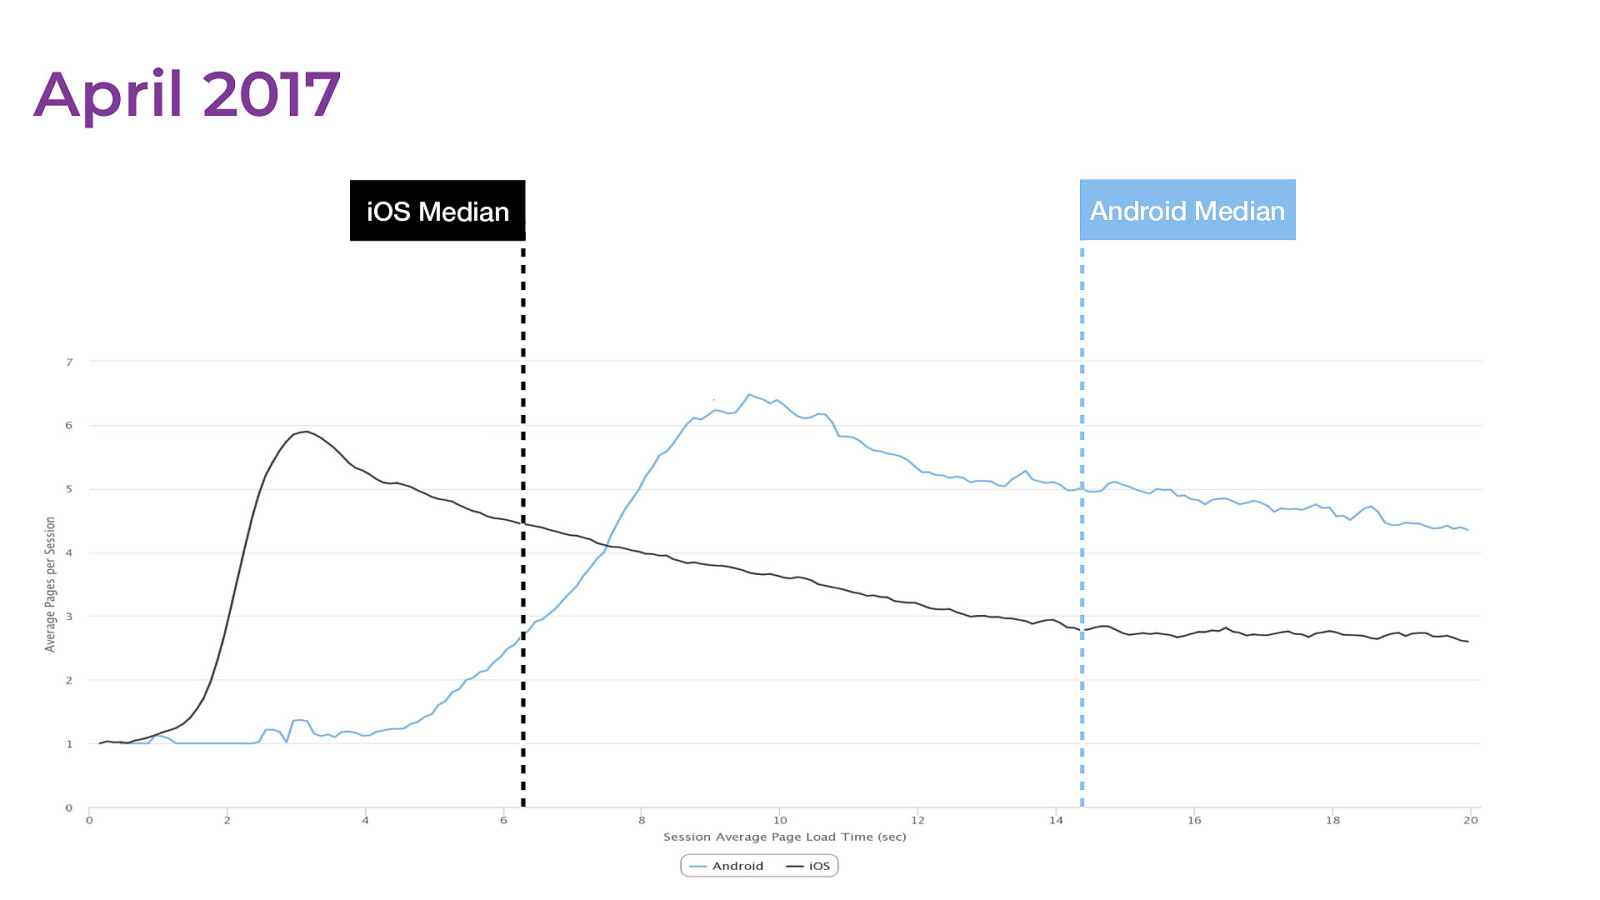 April 2017
iOS Median
Android Median
7
6
5
4
3
2
1
0
Average Pages per Session
0 2 4 6 8 10 12 14 16 18 20
Session Average Page Load Time (sec)
Android iOS